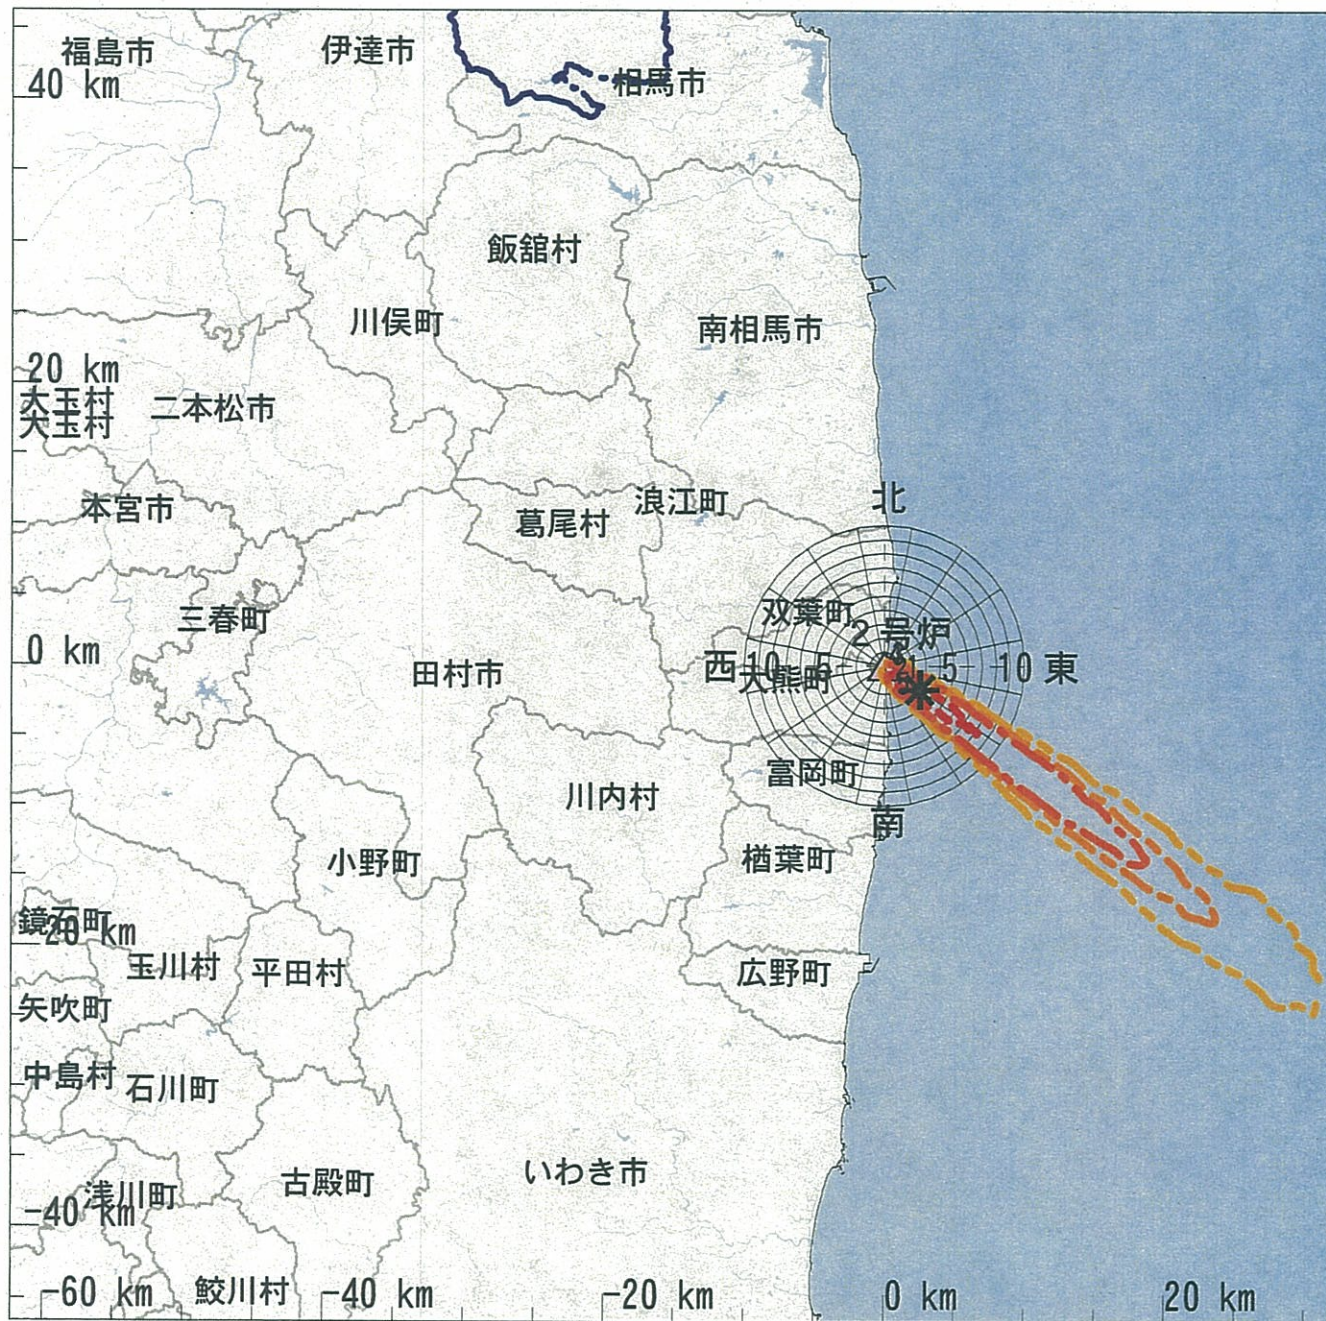 福島市
伊達市
相馬市
40 km
飯舘村
川俣町
南相馬市
20 km
大玉村
大玉村
二本松市
本宮市
葛尾村
浪江町
北
三春町
双葉町
2 号炉
0 km
田村市
西 10 5 2 2 5 10 東
大熊町
富岡町
川内村
南
小野町
楢葉町
鏡石町
-20 km
玉川村
平田村
広野町
矢吹町
中島村
石川町
いわき市
古殿町
浅川町
-40 km
鮫川村
-60 km -40 km -20 km 0 km 20 km